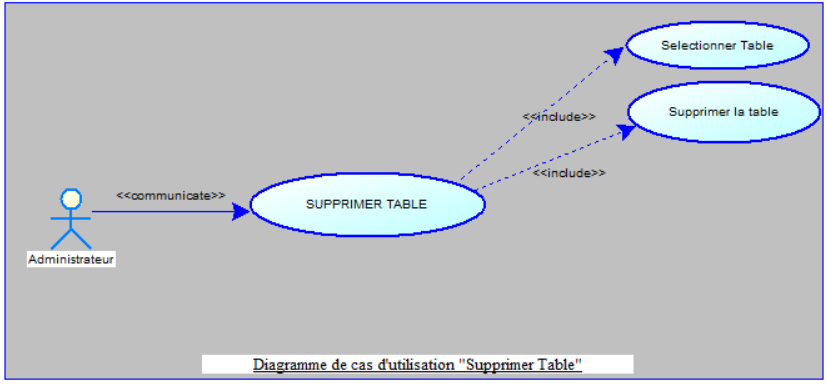 Selectionner Table
Supprimer la table
<<include>>
<<include>>
<<communicate>>
SUPPRIMER TABLE
Administrateur
Diagramme de cas d'utilisation "Supprimer Table"